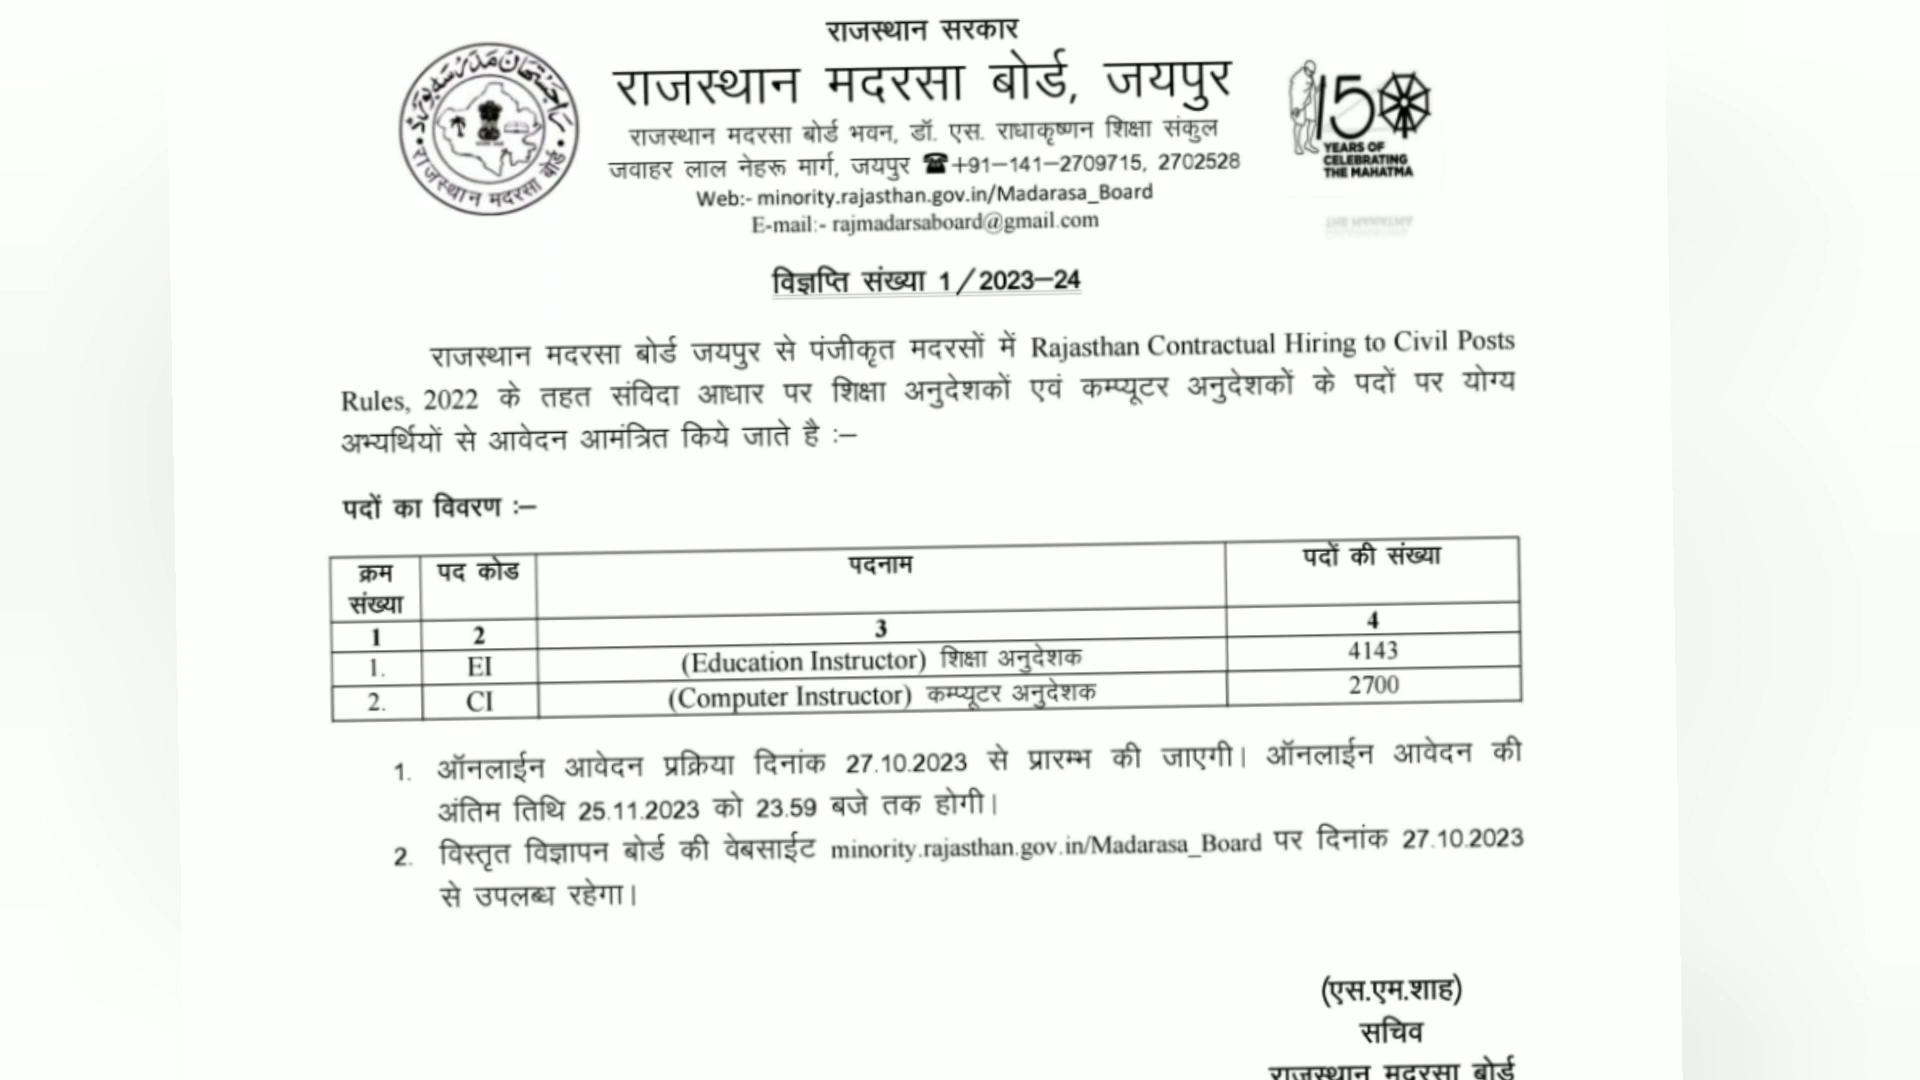 राजस्थान सरकार
राजस्थान मदरसा बोर्ड, जयपुर
राजस्थान मदरसा बोर्ड भवन, डॉ. एस. राधाकृष्णन शिक्षा संकुल
जवाहर लाल नेहरू मार्ग, जयपुर ☎+91–141–2709715, 2702528
Web:- minority.rajasthan.gov.in/Madarasa_Board
E-mail:- rajmadarsaboard@gmail.com
राजस्थान मदरसा बोर्ड
150
YEARS OF
CELEBRATING
THE MAHATMA
विज्ञप्ति संख्या 1/2023–24
राजस्थान मदरसा बोर्ड जयपुर से पंजीकृत मदरसों में Rajasthan Contractual Hiring to Civil Posts
Rules, 2022 के तहत संविदा आधार पर शिक्षा अनुदेशकों एवं कम्प्यूटर अनुदेशकों के पदों पर योग्य
अभ्यर्थियों से आवेदन आमंत्रित किये जाते है :–
पदों का विवरण :–
क्रम संख्या पद कोड पदनाम पदों की संख्या
1 2 3 4
1. EI (Education Instructor) शिक्षा अनुदेशक 4143
2. CI (Computer Instructor) कम्प्यूटर अनुदेशक 2700
1. ऑनलाईन आवेदन प्रक्रिया दिनांक 27.10.2023 से प्रारम्भ की जाएगी। ऑनलाईन आवेदन की
अंतिम तिथि 25.11.2023 को 23.59 बजे तक होगी।
2. विस्तृत विज्ञापन बोर्ड की वेबसाईट minority.rajasthan.gov.in/Madarasa_Board पर दिनांक 27.10.2023
से उपलब्ध रहेगा।
(एस.एम.शाह)
सचिव
राजस्थान मदरसा बोर्ड